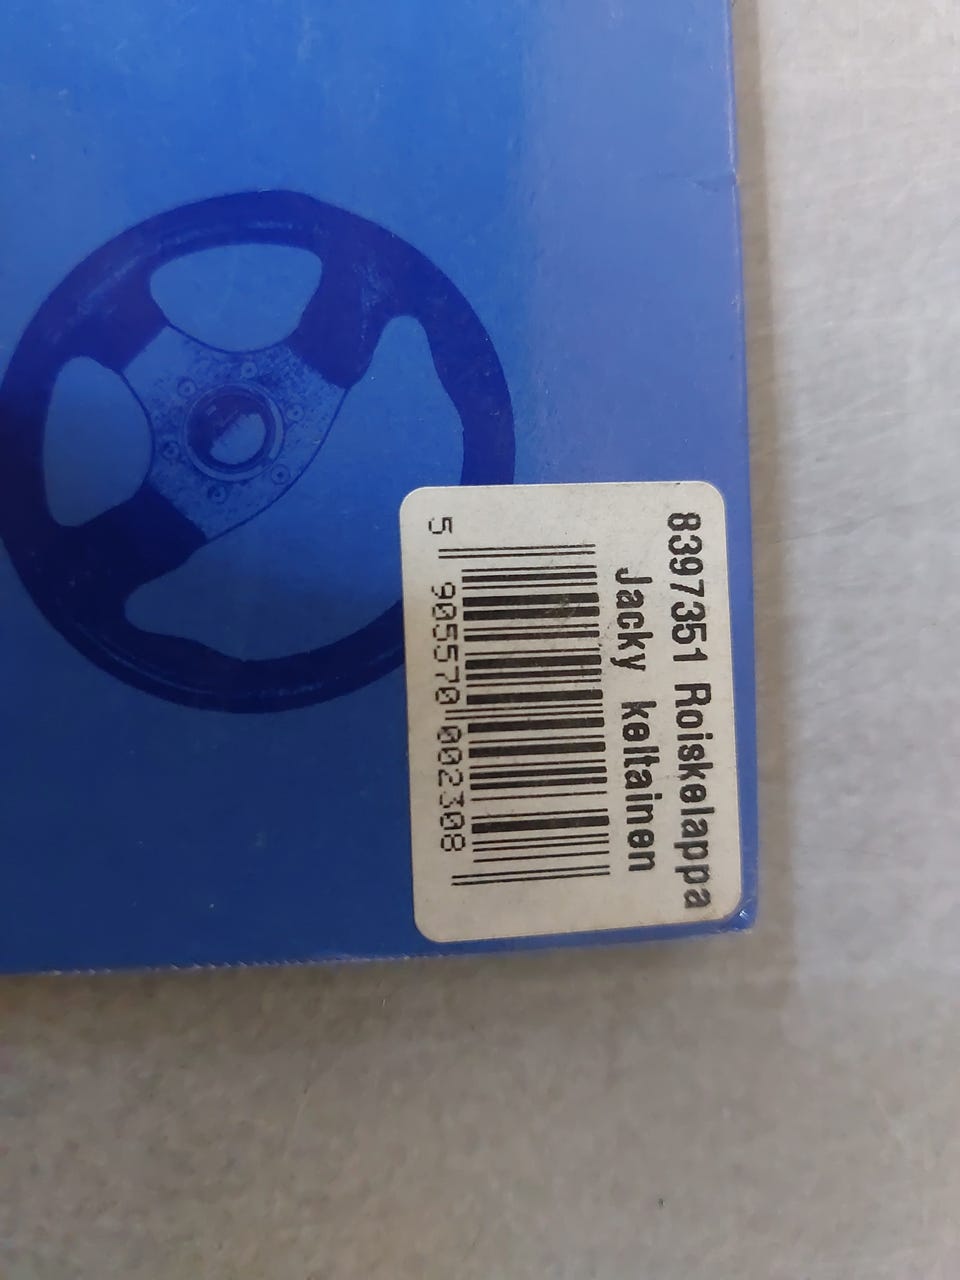 8397351 Roiskelappa
Jacky keltainen
5 905570 002308